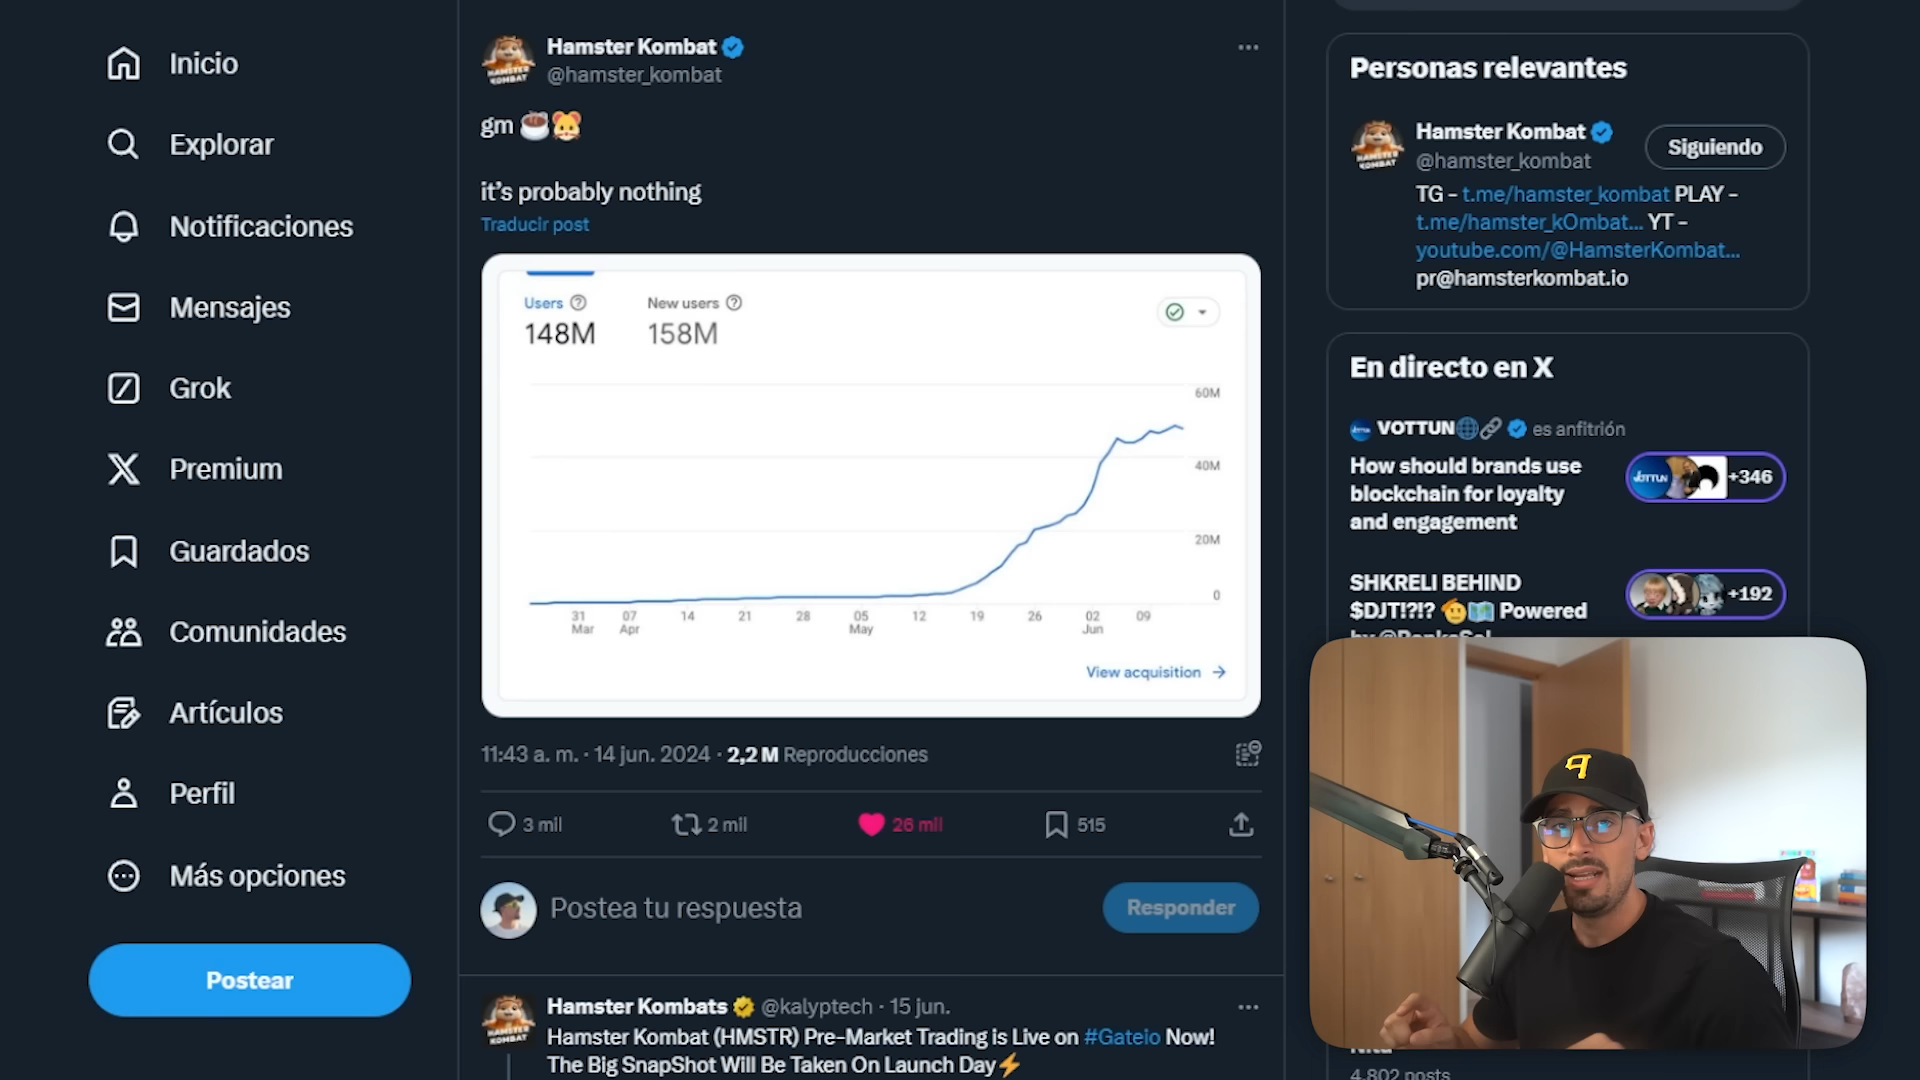 Inicio
Explorar
Notificaciones
Mensajes
Grok
Premium
Guardados
Comunidades
Artículos
Perfil
Más opciones
Postear
Hamster Kombat
@hamster_kombat
gm ☕🐹
it's probably nothing
Traducir post
Users
148M
New users
158M
60M
40M
20M
0
31 07 14 21 28 05 12 19 26 02 09
Mar Apr May Jun
View acquisition →
11:43 a. m. · 14 jun. 2024 · 2,2 M Reproducciones
3 mil 2 mil 26 mil 515
Postea tu respuesta
Responder
Hamster Kombats @kalyptech · 15 jun.
Hamster Kombat (HMSTR) Pre-Market Trading is Live on #Gateio Now!
The Big SnapShot Will Be Taken On Launch Day⚡
Personas relevantes
Hamster Kombat
@hamster_kombat
Siguiendo
TG - t.me/hamster_kombat PLAY -
t.me/hamster_kOmbat... YT -
youtube.com/@HamsterKombat...
pr@hamsterkombat.io
En directo en X
VOTTUN🌐🔗 es anfitrión
How should brands use
blockchain for loyalty
and engagement
+346
SHKRELI BEHIND
$DJT!?!? 🫡🗺️ Powered
+192
4.802 posts